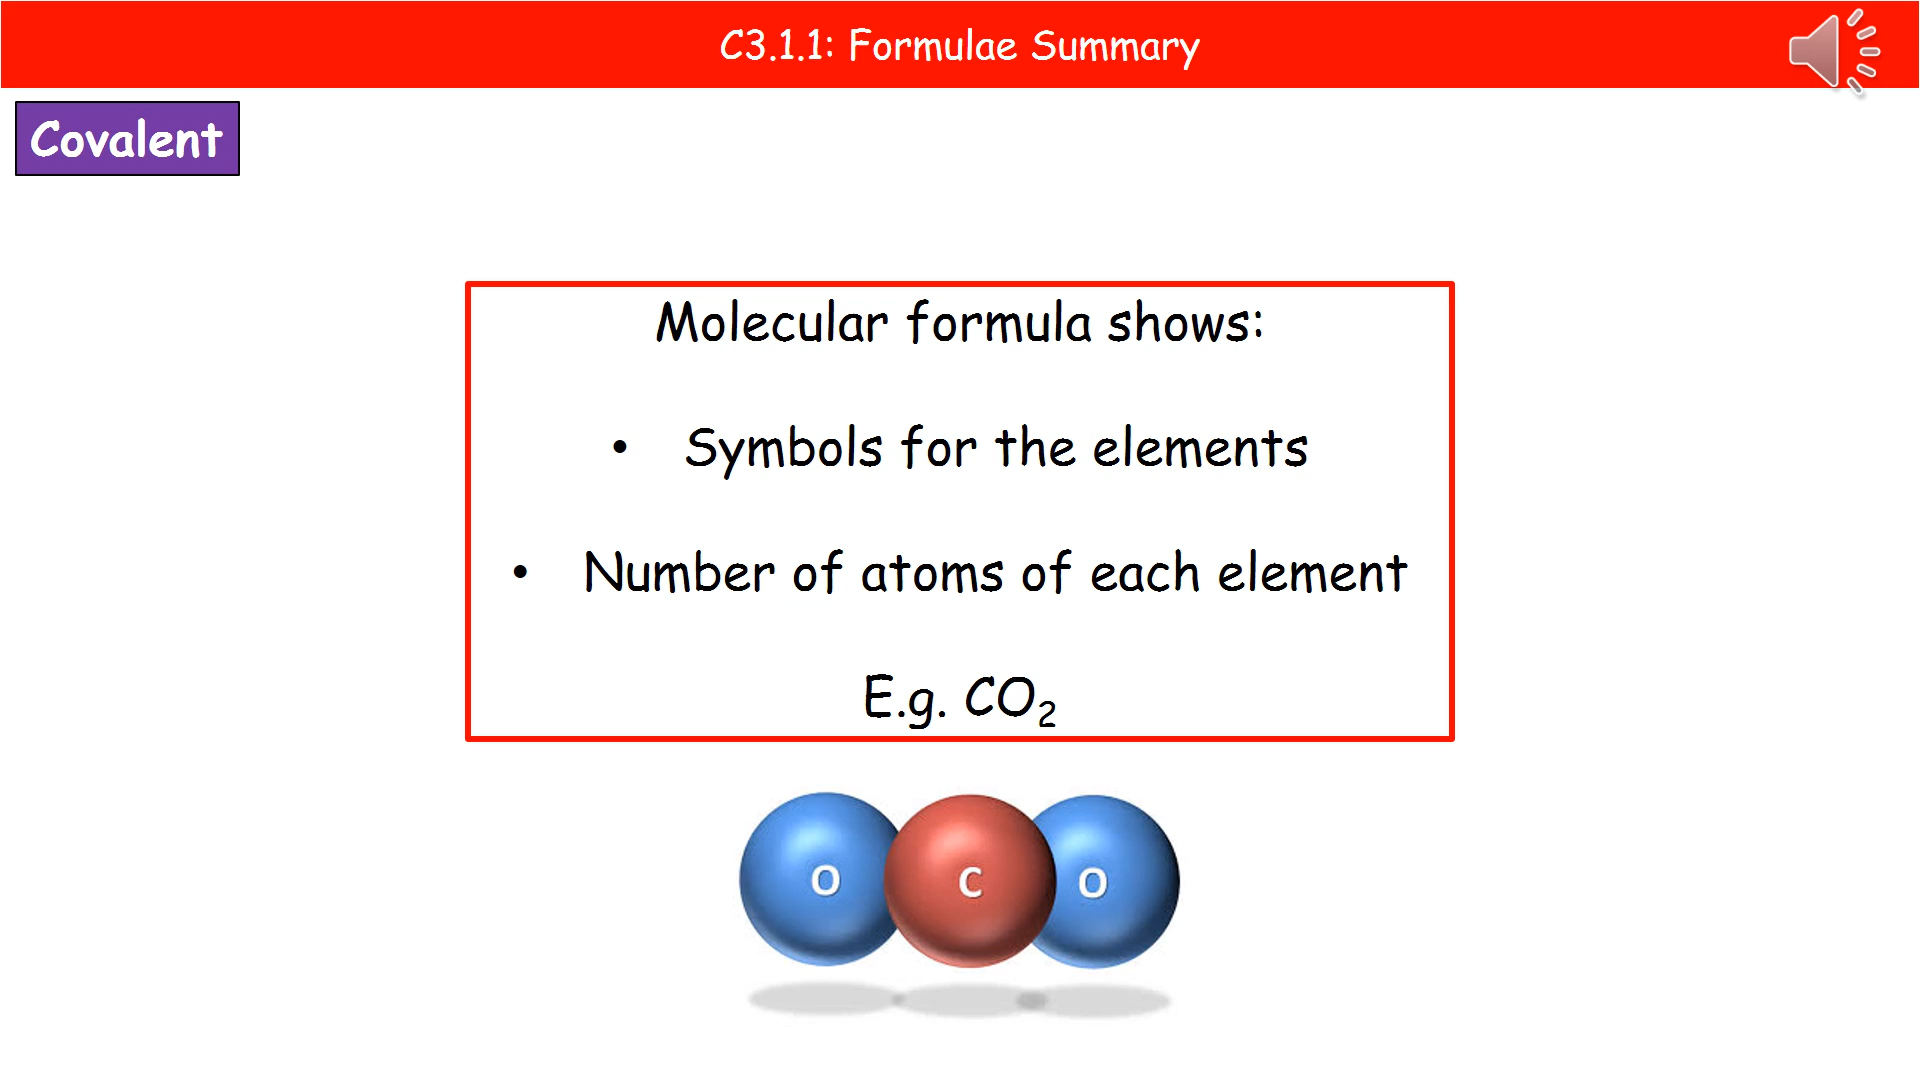 C3.1.1: Formulae Summary
Covalent
Molecular formula shows:
• Symbols for the elements
• Number of atoms of each element
E.g. CO₂
O C O